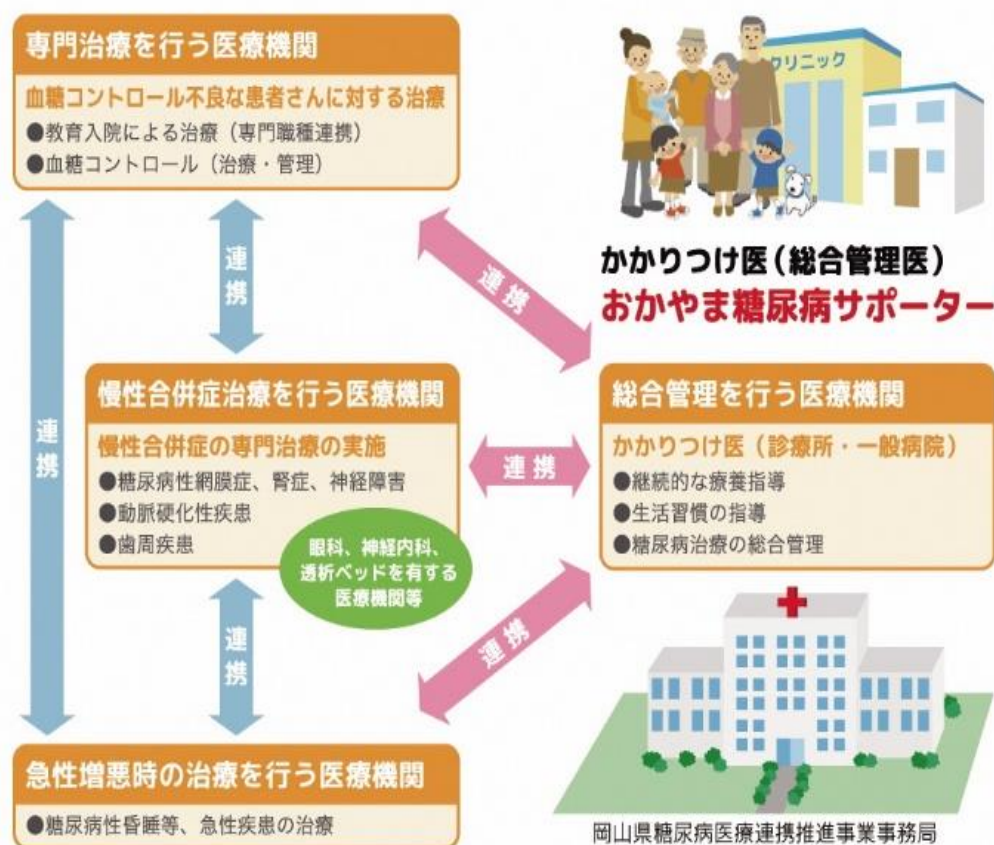 専門治療を行う医療機関
血糖コントロール不良な患者さんに対する治療
●教育入院による治療（専門職種連携）
●血糖コントロール（治療・管理）
クリニック
かかりつけ医（総合管理医）
おかやま糖尿病サポーター
連携
連携
連携
慢性合併症治療を行う医療機関
慢性合併症の専門治療の実施
●糖尿病性網膜症、腎症、神経障害
●動脈硬化性疾患
●歯周疾患
眼科、神経内科、
透析ベッドを有する
医療機関等
連携
総合管理を行う医療機関
かかりつけ医（診療所・一般病院）
●継続的な療養指導
●生活習慣の指導
●糖尿病治療の総合管理
連携
連携
急性増悪時の治療を行う医療機関
●糖尿病性昏睡等、急性疾患の治療
岡山県糖尿病医療連携推進事業事務局